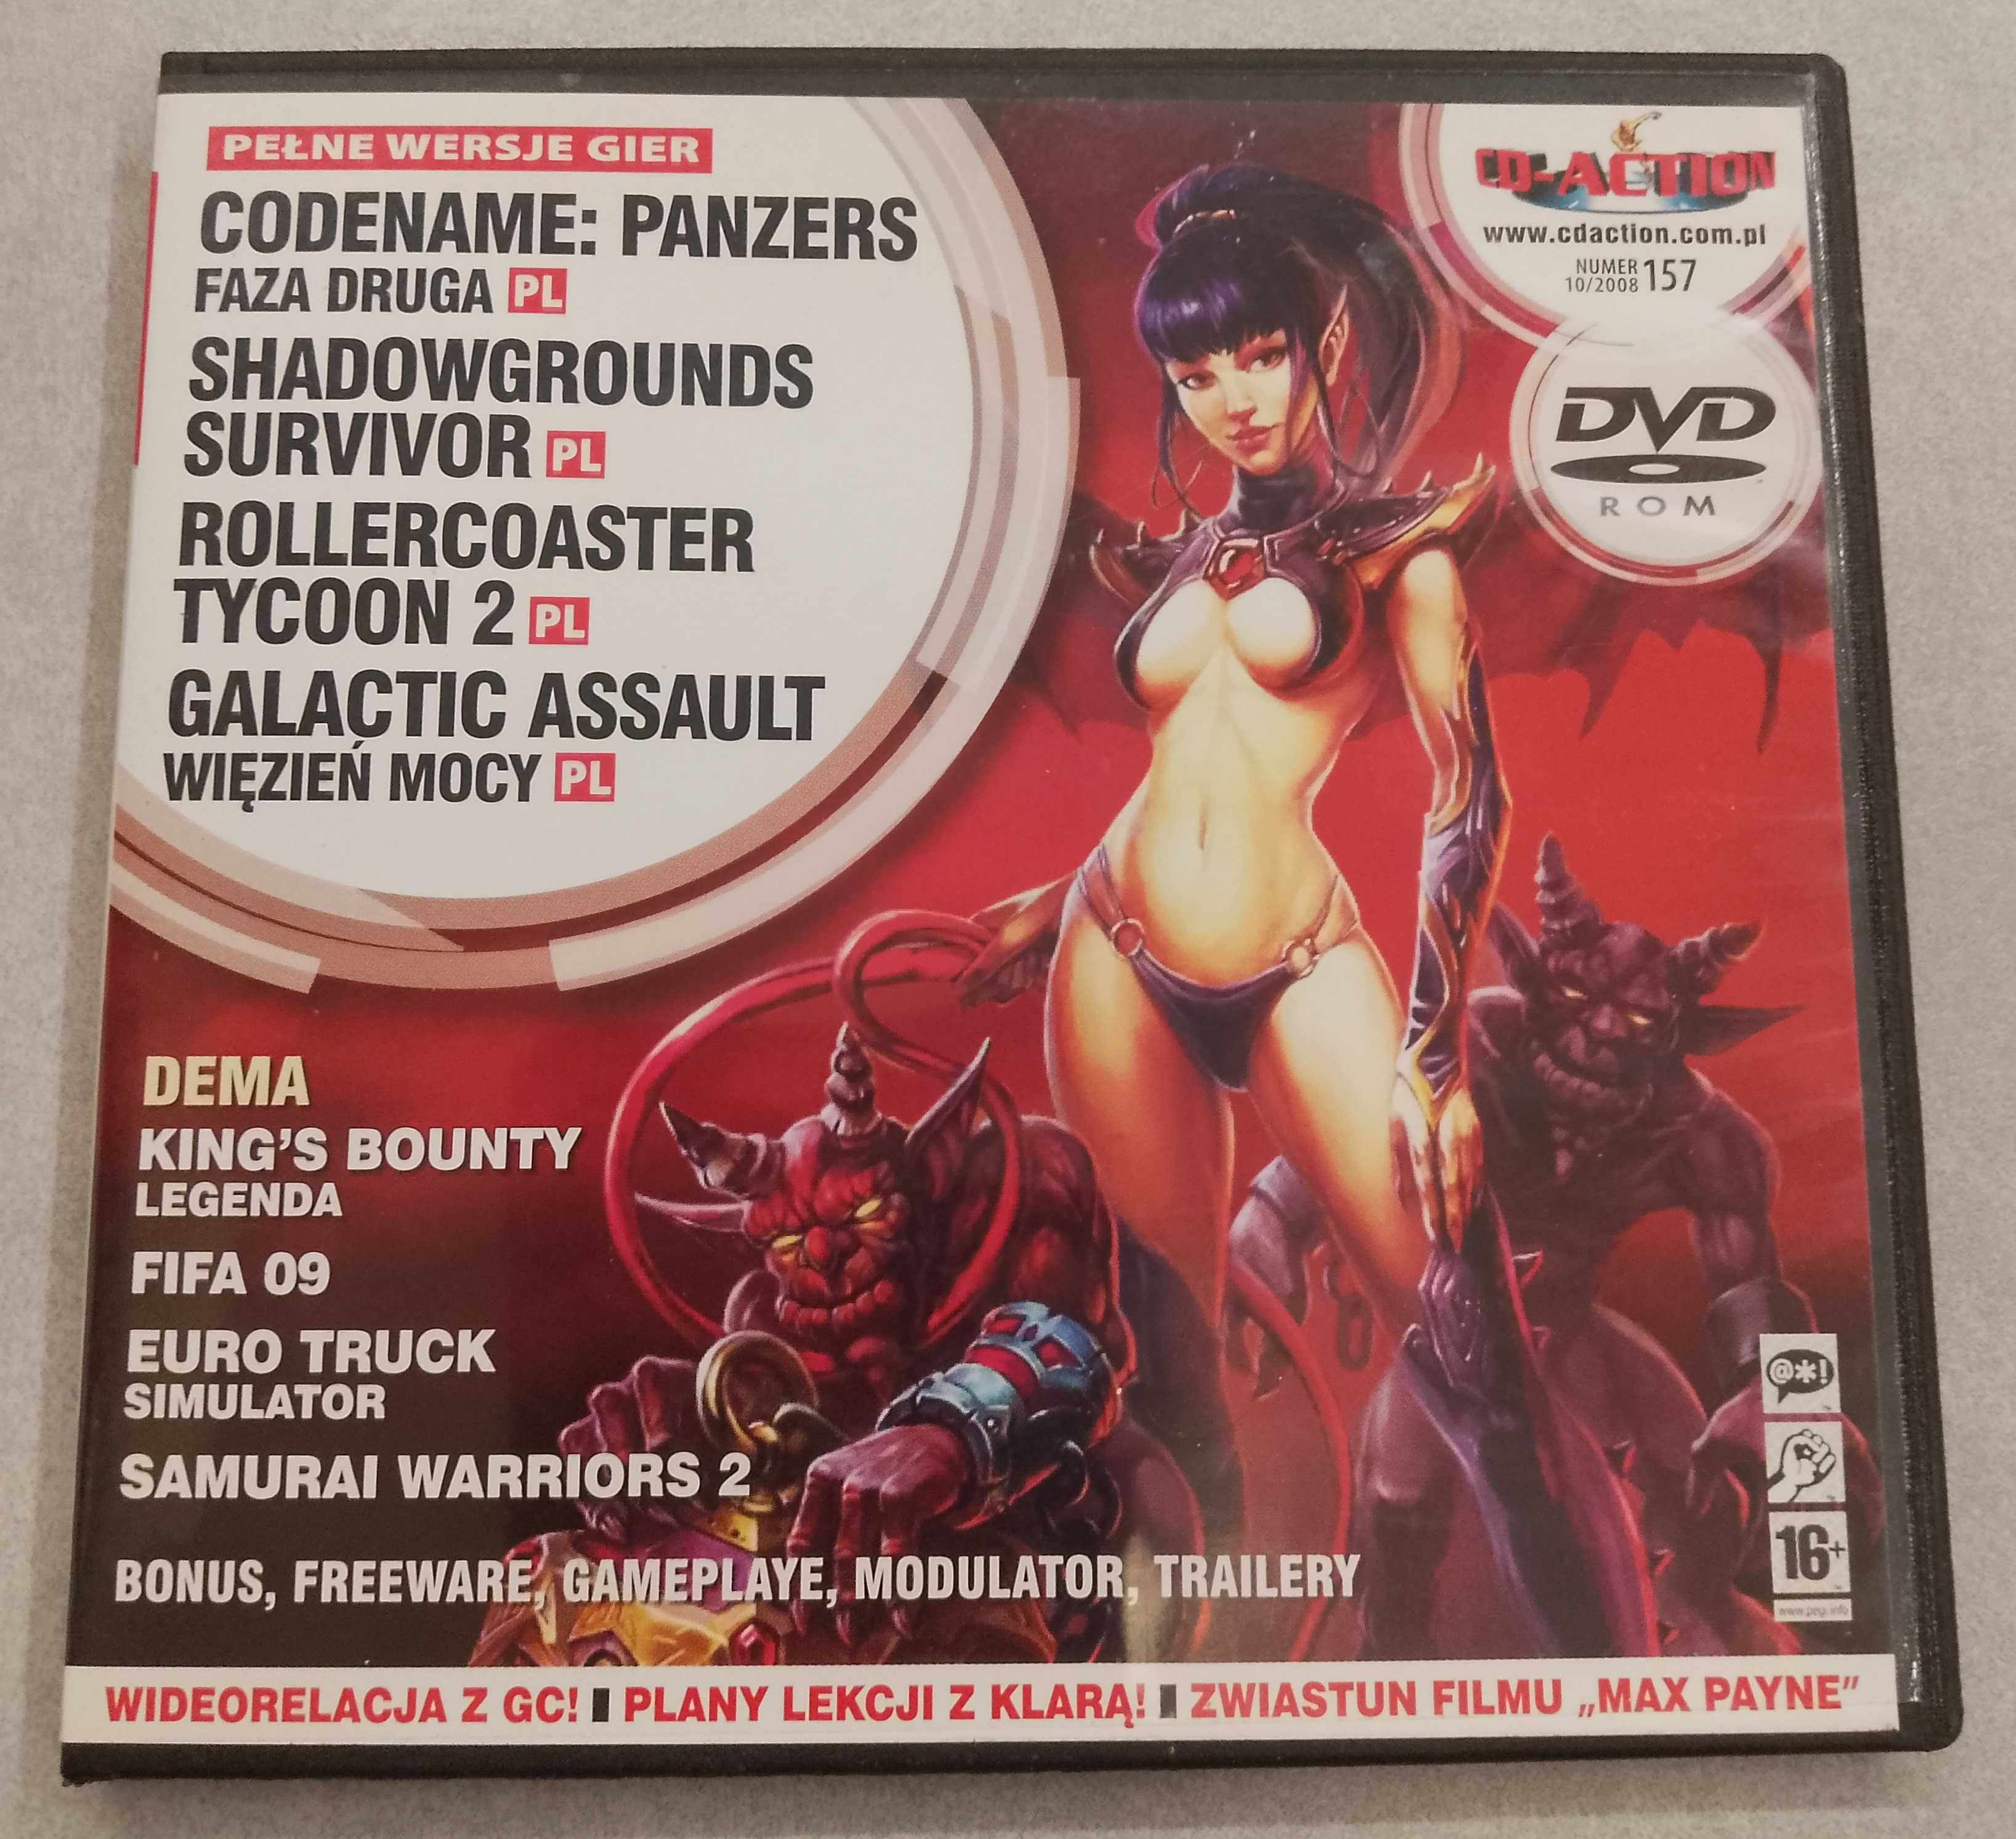 PEŁNE WERSJE GIER
CODENAME: PANZERS
FAZA DRUGA PL
SHADOWGROUNDS
SURVIVOR PL
ROLLERCOASTER
TYCOON 2 PL
GALACTIC ASSAULT
WIĘZIEŃ MOCY PL
CD-ACTION
www.cdaction.com.pl
NUMER
10/2008 157
DVD
ROM
DEMA
KING'S BOUNTY
LEGENDA
FIFA 09
EURO TRUCK
SIMULATOR
SAMURAI WARRIORS 2
BONUS, FREEWARE, GAMEPLAYE, MODULATOR, TRAILERY
@*!
16+
www.pegi.info
WIDEORELACJA Z GC! ▮ PLANY LEKCJI Z KLARĄ! ▮ ZWIASTUN FILMU „MAX PAYNE”